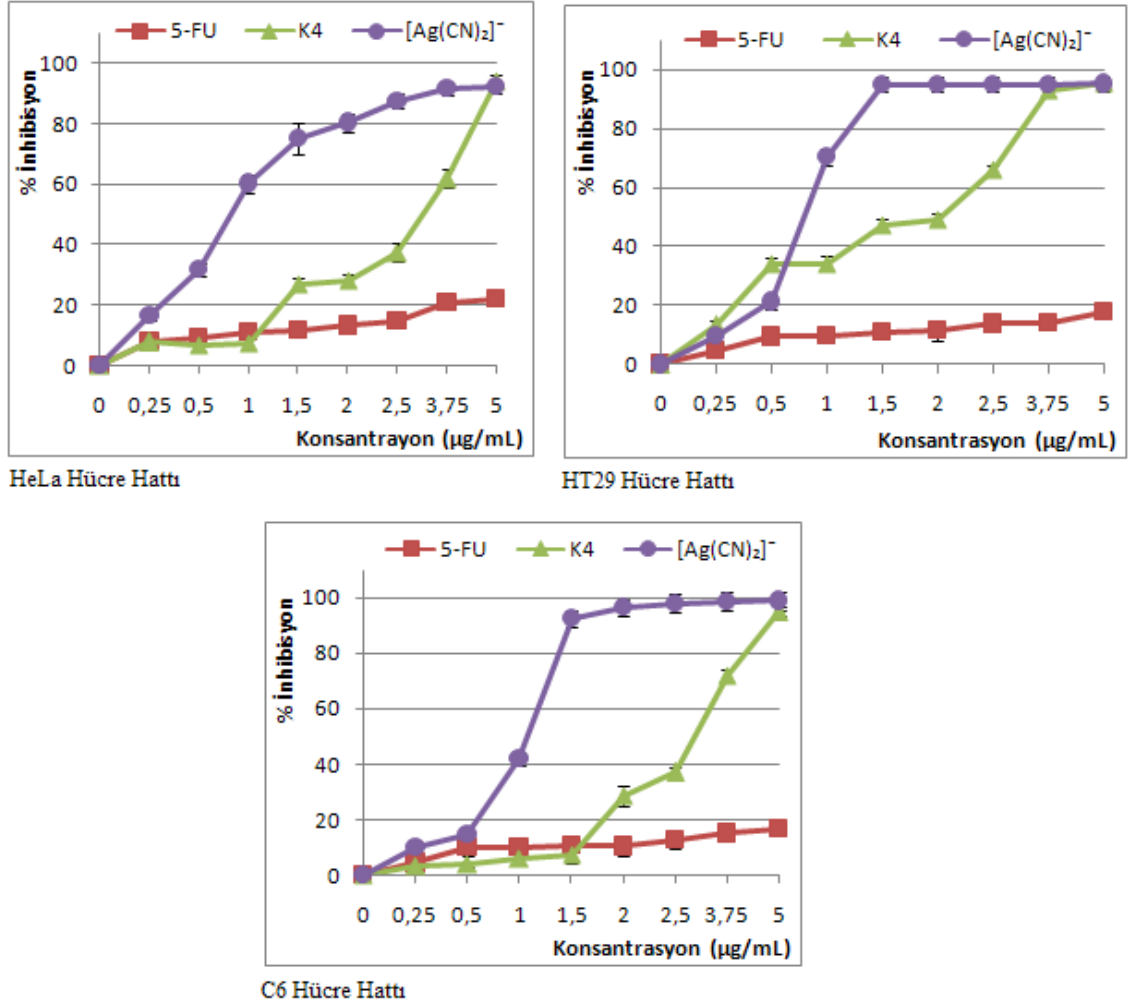 5-FU K4 [Ag(CN)₂]⁻
% İnhibisyon
100
80
60
40
20
0
0 0,25 0,5 1 1,5 2 2,5 3,75 5
Konsantrayon (µg/mL)
HeLa Hücre Hattı
5-FU K4 [Ag(CN)₂]⁻
% İnhibisyon
100
80
60
40
20
0
0 0,25 0,5 1 1,5 2 2,5 3,75 5
Konsantrasyon (µg/mL)
HT29 Hücre Hattı
5-FU K4 [Ag(CN)₂]⁻
% İnhibisyon
100
80
60
40
20
0
0 0,25 0,5 1 1,5 2 2,5 3,75 5
Konsantrasyon (µg/mL)
C6 Hücre Hattı